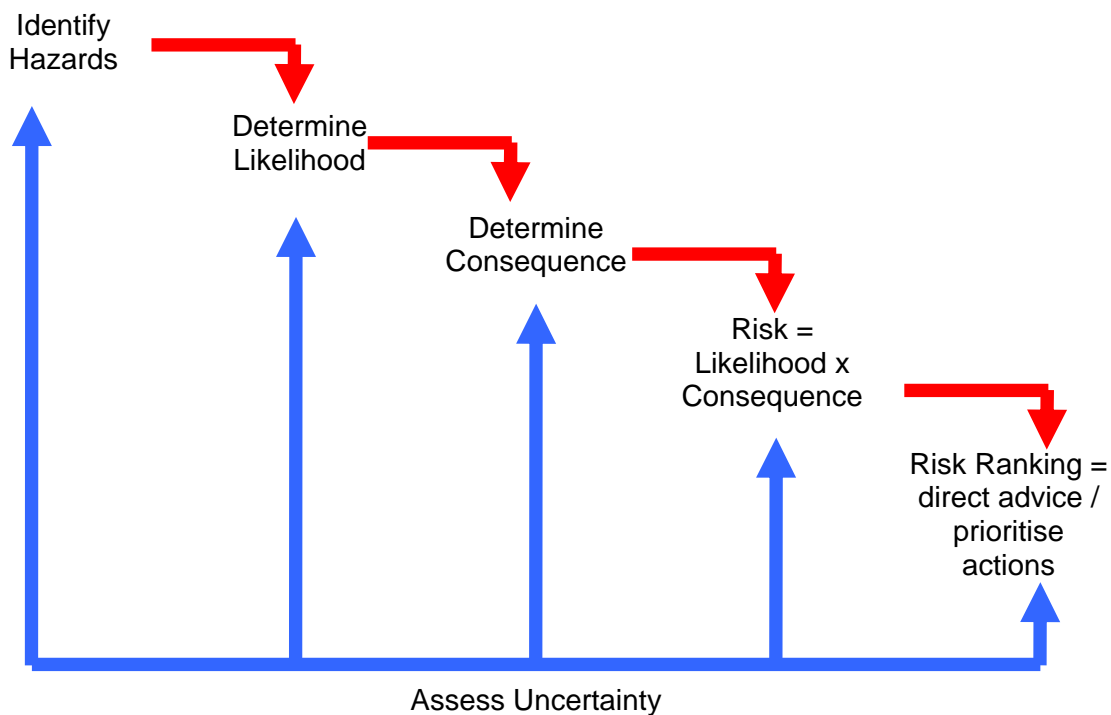 Identify
Hazards
Determine
Likelihood
Determine
Consequence
Risk =
Likelihood x
Consequence
Risk Ranking =
direct advice /
prioritise
actions
Assess Uncertainty